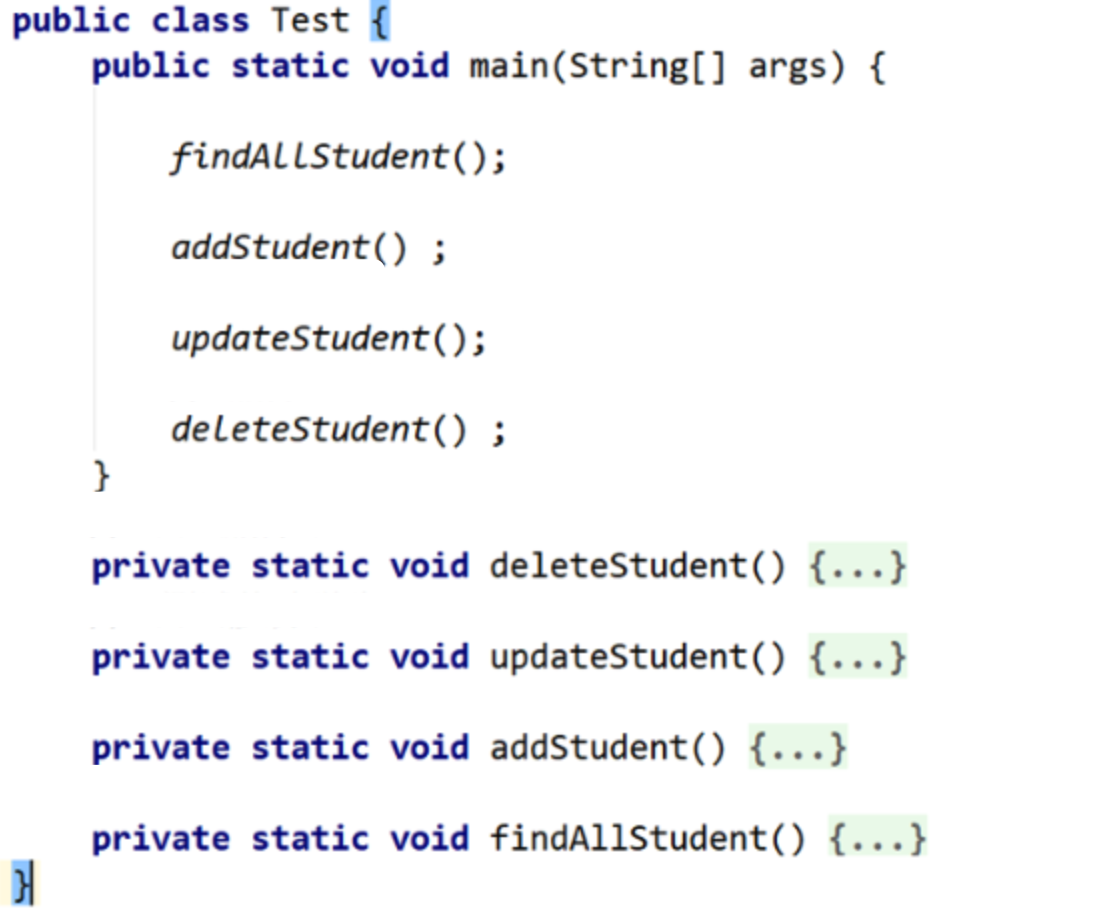 public class Test {
public static void main(String[] args) {
findAllStudent();
addStudent() ;
updateStudent();
deleteStudent() ;
}
private static void deleteStudent() {...}
private static void updateStudent() {...}
private static void addStudent() {...}
private static void findAllStudent() {...}
}